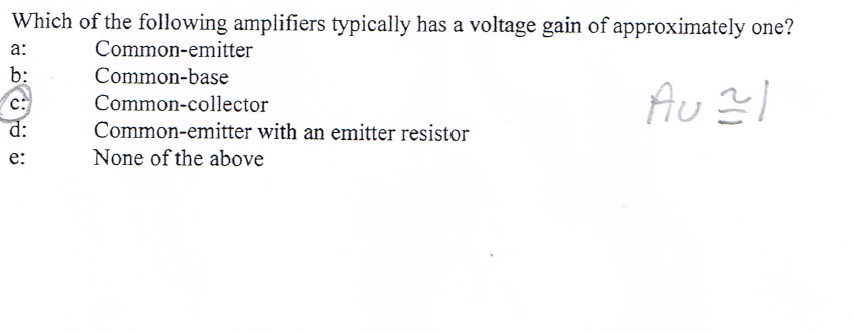 Which of the following amplifiers typically has a voltage gain of approximately one?
a: Common-emitter
b: Common-base
c: Common-collector
d: Common-emitter with an emitter resistor
e: None of the above
Av ≅ 1